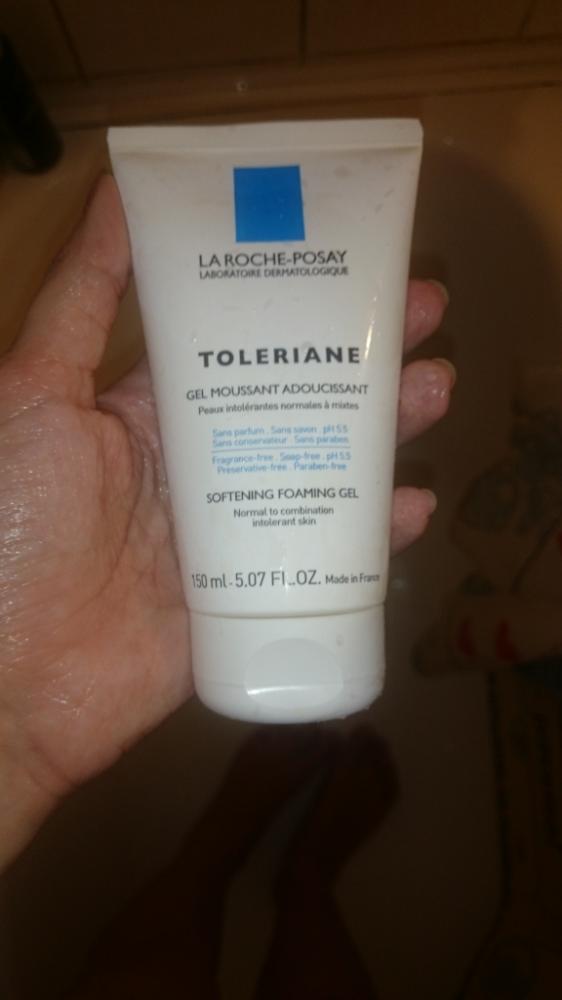 LA ROCHE-POSAY
LABORATOIRE DERMATOLOGIQUE
TOLERIANE
GEL MOUSSANT ADOUCISSANT
Peaux intolérantes normales à mixtes
Sans parfum . Sans savon . pH 5.5
Sans conservateur . Sans paraben
Fragrance-free . Soap-free . pH 5.5
Preservative-free . Paraben-free
SOFTENING FOAMING GEL
Normal to combination
intolerant skin
150 ml - 5.07 FL.OZ. Made in France